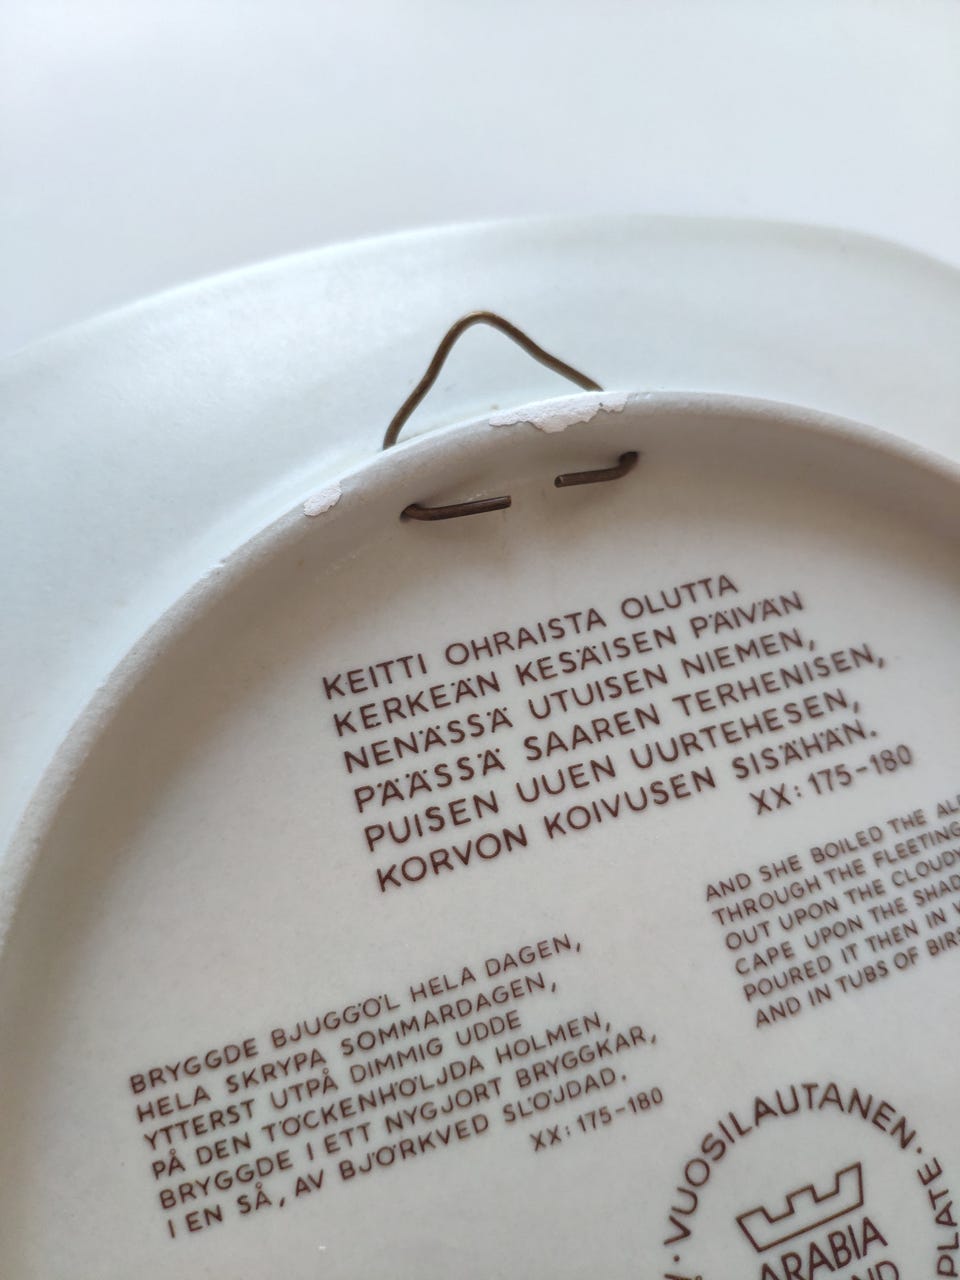 KEITTI OHRAISTA OLUTTA
KERKEÄN KESÄISEN PÄIVÄN
NENÄSSÄ UTUISEN NIEMEN,
PÄÄSSÄ SAAREN TERHENISEN,
PUISEN UUEN UURTEHESEN,
KORVON KOIVUSEN SISÄHÄN.
XX: 175-180
AND SHE BOILED THE
THROUGH THE FLEETING
OUT UPON THE CLOUDY
CAPE UPON THE
POURED IT THEN IN
AND IN TUBS OF
BRYGGDE BJUGGÖL HELA DAGEN,
HELA SKRYPA SOMMARDAGEN,
YTTERST UTPÅ DIMMIG UDDE
PÅ DEN TÖCKENHÖLJDA HOLMEN,
BRYGGDE I ETT NYGJORT BRYGGKAR,
I EN SÅ, AV BJÖRKVED SLÖJDAD.
XX: 175-180
· VUOSILAUTANEN ·
PLATE ·
ARABIA